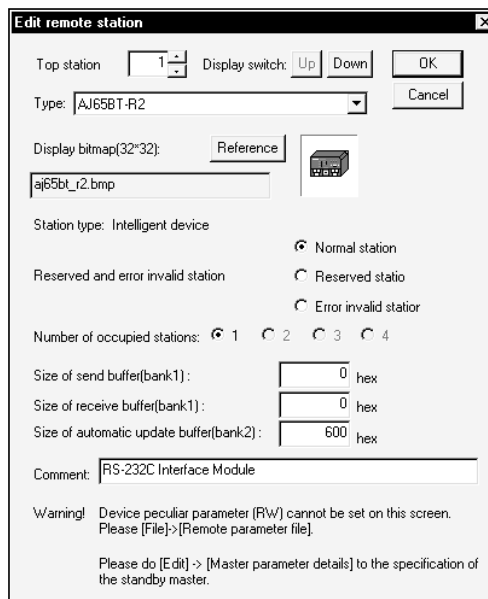 Edit remote station
Top station 1 Display switch: Up Down OK
Type: AJ65BT-R2 Cancel
Display bitmap(32*32): Reference
aj65bt_r2.bmp
Station type: Intelligent device
Normal station
Reserved and error invalid station Reserved statio
Error invalid statior
Number of occupied stations: 1 2 3 4
Size of send buffer(bank1) : 0 hex
Size of receive buffer(bank1) : 0 hex
Size of automatic update buffer(bank2) : 600 hex
Comment: RS-232C Interface Module
Warning! Device peculiar parameter (RW) cannot be set on this screen.
Please [File]->[Remote parameter file].
Please do [Edit] -> [Master parameter details] to the specification of
the standby master.